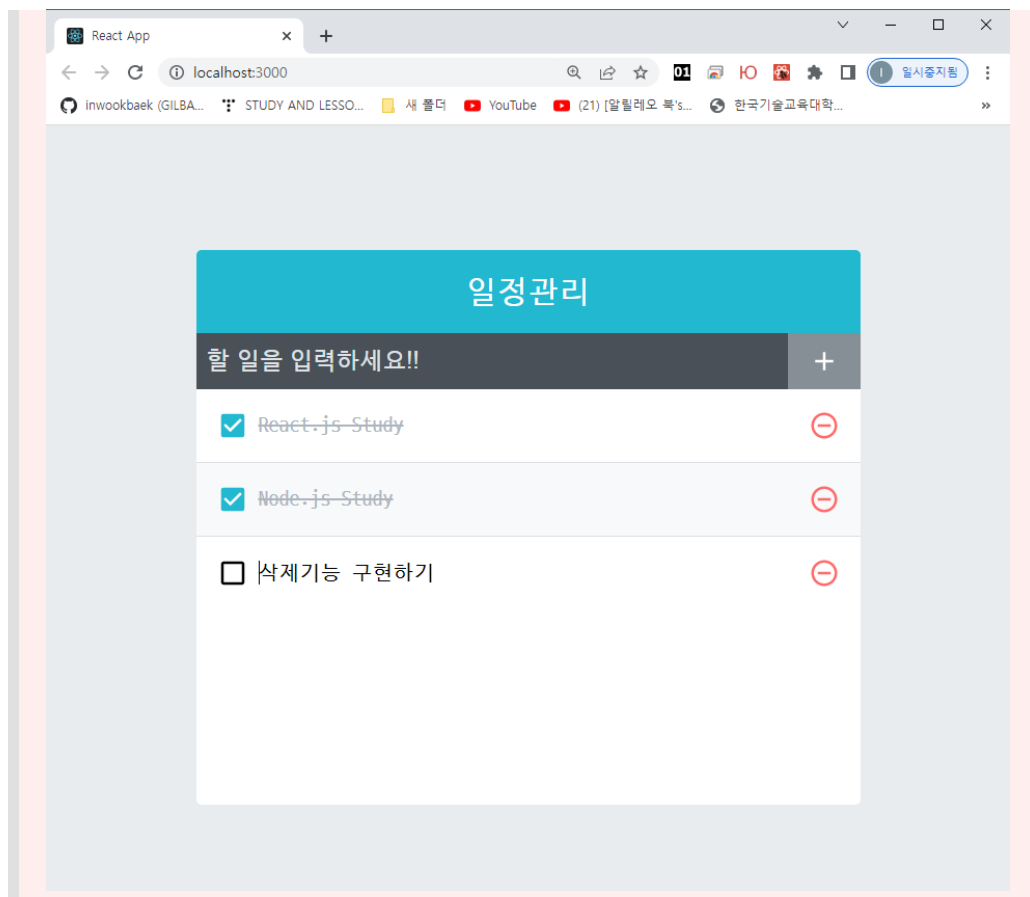 React App
localhost:3000
01
Ю
I
일시중지됨
inwookbaek (GILBA...
STUDY AND LESSO...
새 폴더
YouTube
(21) [알릴레오 북's...
한국기술교육대학...
»
일정관리
할 일을 입력하세요!!
+
React.js Study
Node.js Study
삭제기능 구현하기